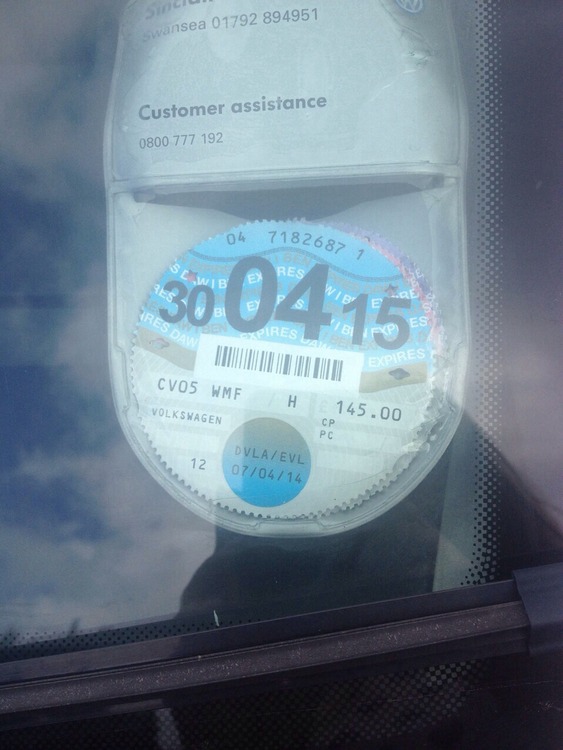 Swansea 01792 894951
Customer assistance
0800 777 192
04 7182687 1
30 04 15
CV05 WMF H 145.00
VOLKSWAGEN CP
PC
12 DVLA/EVL
07/04/14